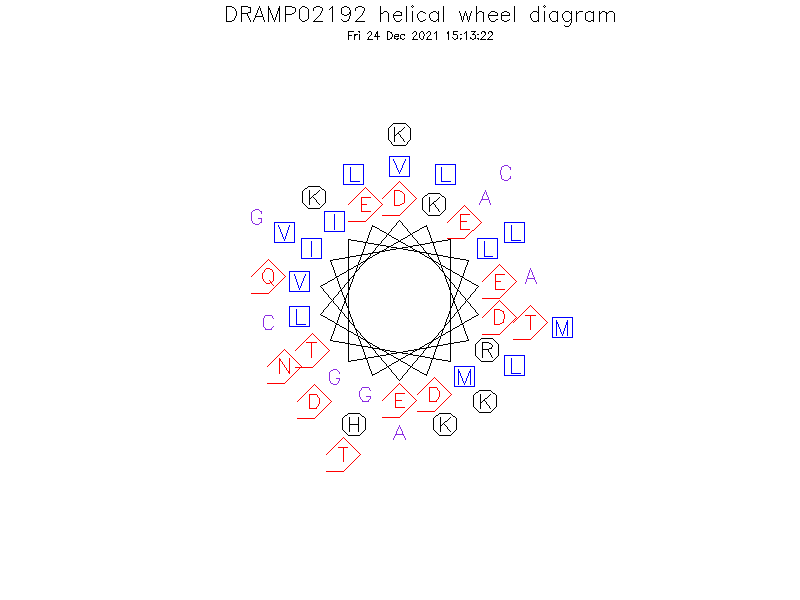 DRAMP02192 helical wheel diagram
Fri 24 Dec 2021 15:13:22
K
L V L C
K E D K A
G I E
V I L L
Q V E A
C L D T M
N T R
G M L
D G E D K
H A K
T